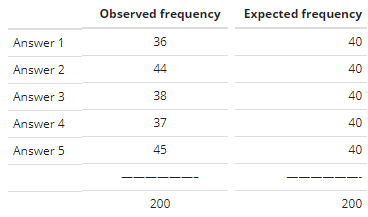 Observed frequency Expected frequency
Answer 1 36 40
Answer 2 44 40
Answer 3 38 40
Answer 4 37 40
Answer 5 45 40
——————– ——————-
200 200